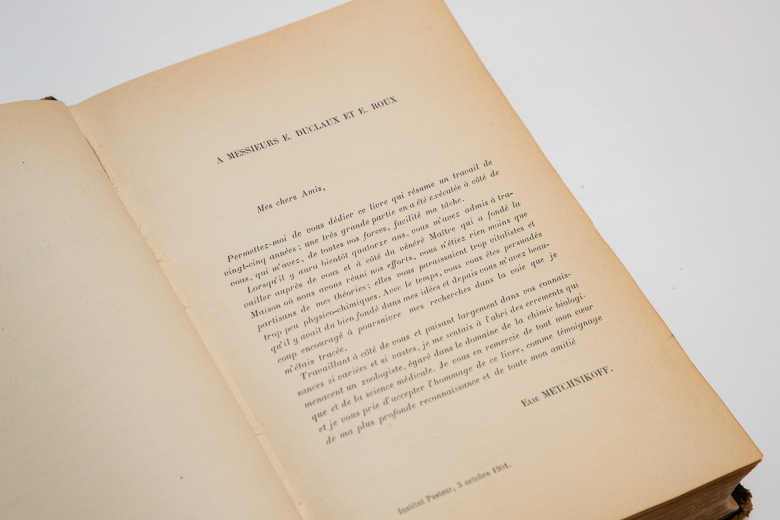 A MESSIEURS E. DUCLAUX ET E. ROUX
Mes chers Amis,
Permettez-moi de vous dédier ce livre qui résume un travail de
vingt-cinq années; une très grande partie en a été exécutée à côté de
vous, qui m'avez, de toutes vos forces, facilité ma tâche.
Lorsqu'il y aura bientôt quatorze ans, vous m'avez admis à tra-
vailler auprès de vous et à côté du vénéré Maître qui a fondé la
Maison où nous avons réuni nos efforts, vous n'étiez rien moins que
partisans de mes théories; elles vous paraissaient trop vitalistes et
trop peu physico-chimiques. Avec le temps, vous vous êtes persuadés
qu'il y avait du bien fondé dans mes idées et depuis vous m'avez beau-
coup encouragé à poursuivre mes recherches dans la voie que je
m'étais tracée.
Travaillant à côté de vous et puisant largement dans vos connais-
sances si variées et si vastes, je me sentais à l'abri des errements qui
menacent un zoologiste, égaré dans le domaine de la chimie biologi-
que et de la science médicale. Je vous en remercie de tout mon cœur
et je vous prie d'accepter l'hommage de ce livre, comme témoignage
de ma plus profonde reconnaissance et de toute mon amitié
Elie METCHNIKOFF.
Institut Pasteur, 3 octobre 1901.